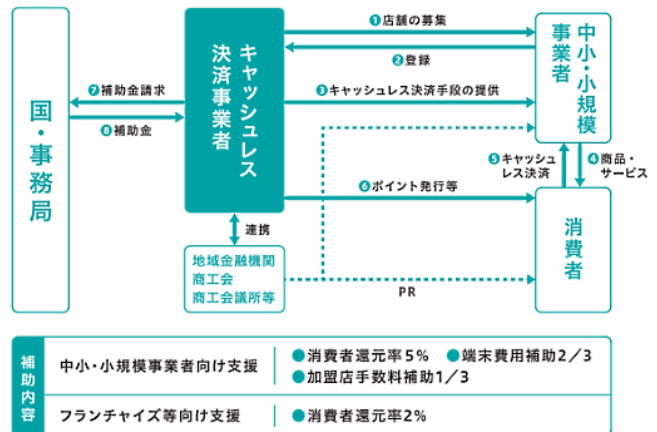 国・事務局
❼補助金請求
❽補助金
キャッシュレス
決済事業者
❶店舗の募集
❷登録
❸キャッシュレス決済手段の提供
中小・小規模
事業者
❺キャッシュ
レス決済
❹商品・
サービス
❻ポイント発行等
消費者
連携
地域金融機関
商工会
商工会議所等
PR
補助内容
中小・小規模事業者向け支援
●消費者還元率5% ●端末費用補助2/3
●加盟店手数料補助1/3
フランチャイズ等向け支援
●消費者還元率2%